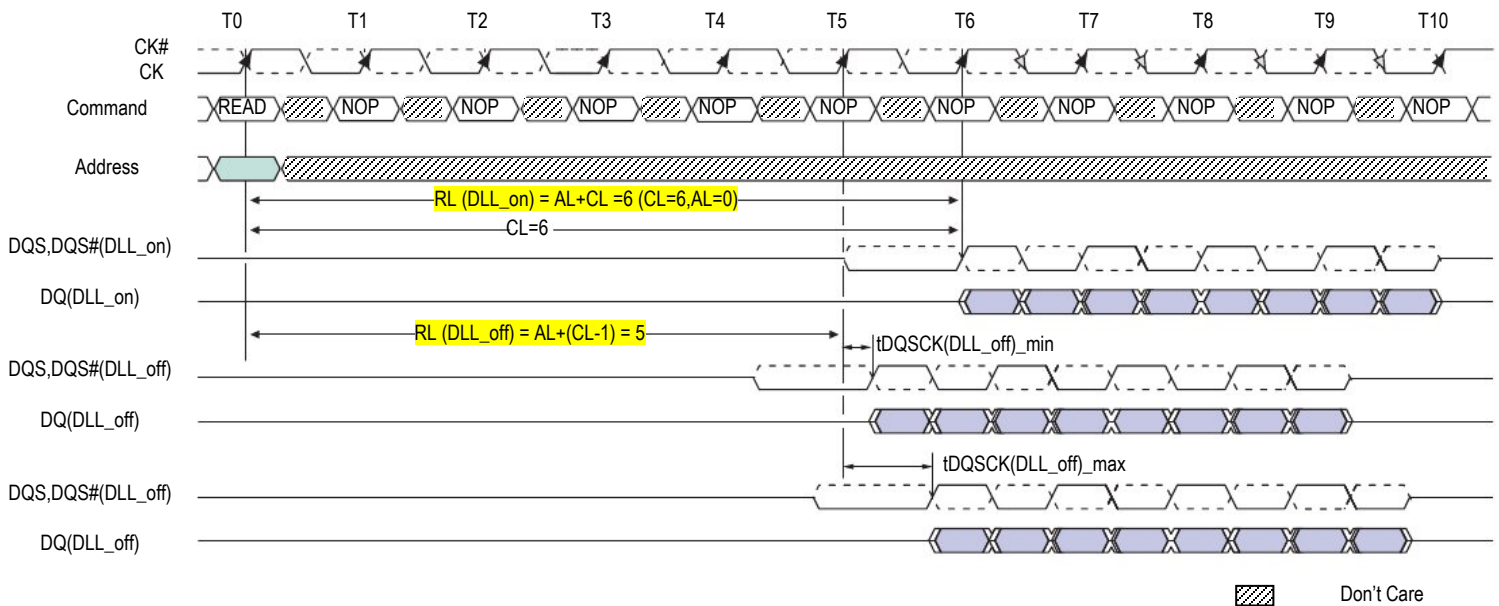 T0 T1 T2 T3 T4 T5 T6 T7 T8 T9 T10
CK#
CK
Command READ NOP NOP NOP NOP NOP NOP NOP NOP NOP NOP
Address
RL (DLL_on) = AL+CL =6 (CL=6,AL=0)
CL=6
DQS,DQS#(DLL_on)
DQ(DLL_on)
RL (DLL_off) = AL+(CL-1) = 5
tDQSCK(DLL_off)_min
DQS,DQS#(DLL_off)
DQ(DLL_off)
tDQSCK(DLL_off)_max
DQS,DQS#(DLL_off)
DQ(DLL_off)
Don't Care